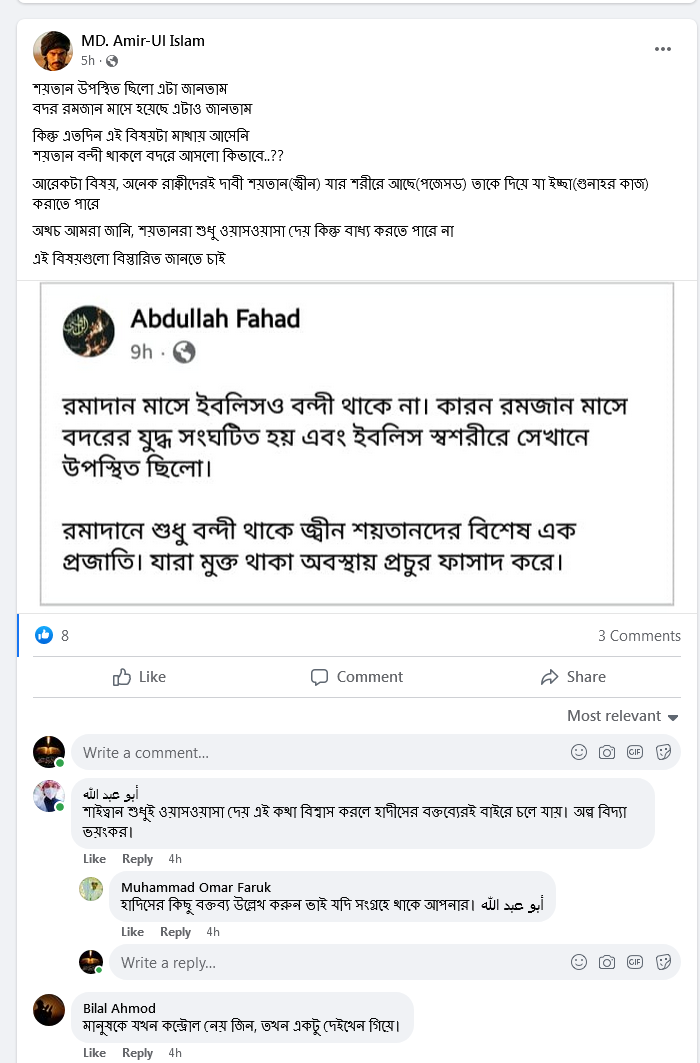 MD. Amir-Ul Islam
5h ·
শয়তান উপস্থিত ছিলো এটা জানতাম
বদর রমজান মাসে হয়েছে এটাও জানতাম
কিন্তু এতদিন এই বিষয়টা মাথায় আসেনি
শয়তান বন্দী থাকলে বদরে আসলো কিভাবে..??
আরেকটা বিষয়, অনেক রাক্বীদেরই দাবী শয়তান(জ্বীন) যার শরীরে আছে(পজেসড) তাকে দিয়ে যা ইচ্ছা(গুনাহর কাজ)
করাতে পারে
অথচ আমরা জানি, শয়তানরা শুধু ওয়াসওয়াসা দেয় কিন্তু বাধ্য করতে পারে না
এই বিষয়গুলো বিস্তারিত জানতে চাই
Abdullah Fahad
9h ·
রমাদান মাসে ইবলিসও বন্দী থাকে না। কারন রমজান মাসে
বদরের যুদ্ধ সংঘটিত হয় এবং ইবলিস স্বশরীরে সেখানে
উপস্থিত ছিলো।
রমাদানে শুধু বন্দী থাকে জ্বীন শয়তানদের বিশেষ এক
প্রজাতি। যারা মুক্ত থাকা অবস্থায় প্রচুর ফাসাদ করে।
8
3 Comments
Like
Comment
Share
Most relevant
Write a comment...
GIF
أبو عبد الله
শাইত্বান শুধুই ওয়াসওয়াসা দেয় এই কথা বিশ্বাস করলে হাদীসের বক্তব্যেরই বাইরে চলে যায়। অল্প বিদ্যা
ভয়ংকর।
Like Reply 4h
Muhammad Omar Faruk
হাদিসের কিছু বক্তব্য উল্লেখ করুন ভাই যদি সংগ্রহে থাকে আপনার। أبو عبد الله
Like Reply 4h
Write a reply...
GIF
Bilal Ahmod
মানুষকে যখন কন্ট্রোল নেয় জিন, তখন একটু দেইখেন গিয়ে।
Like Reply 4h